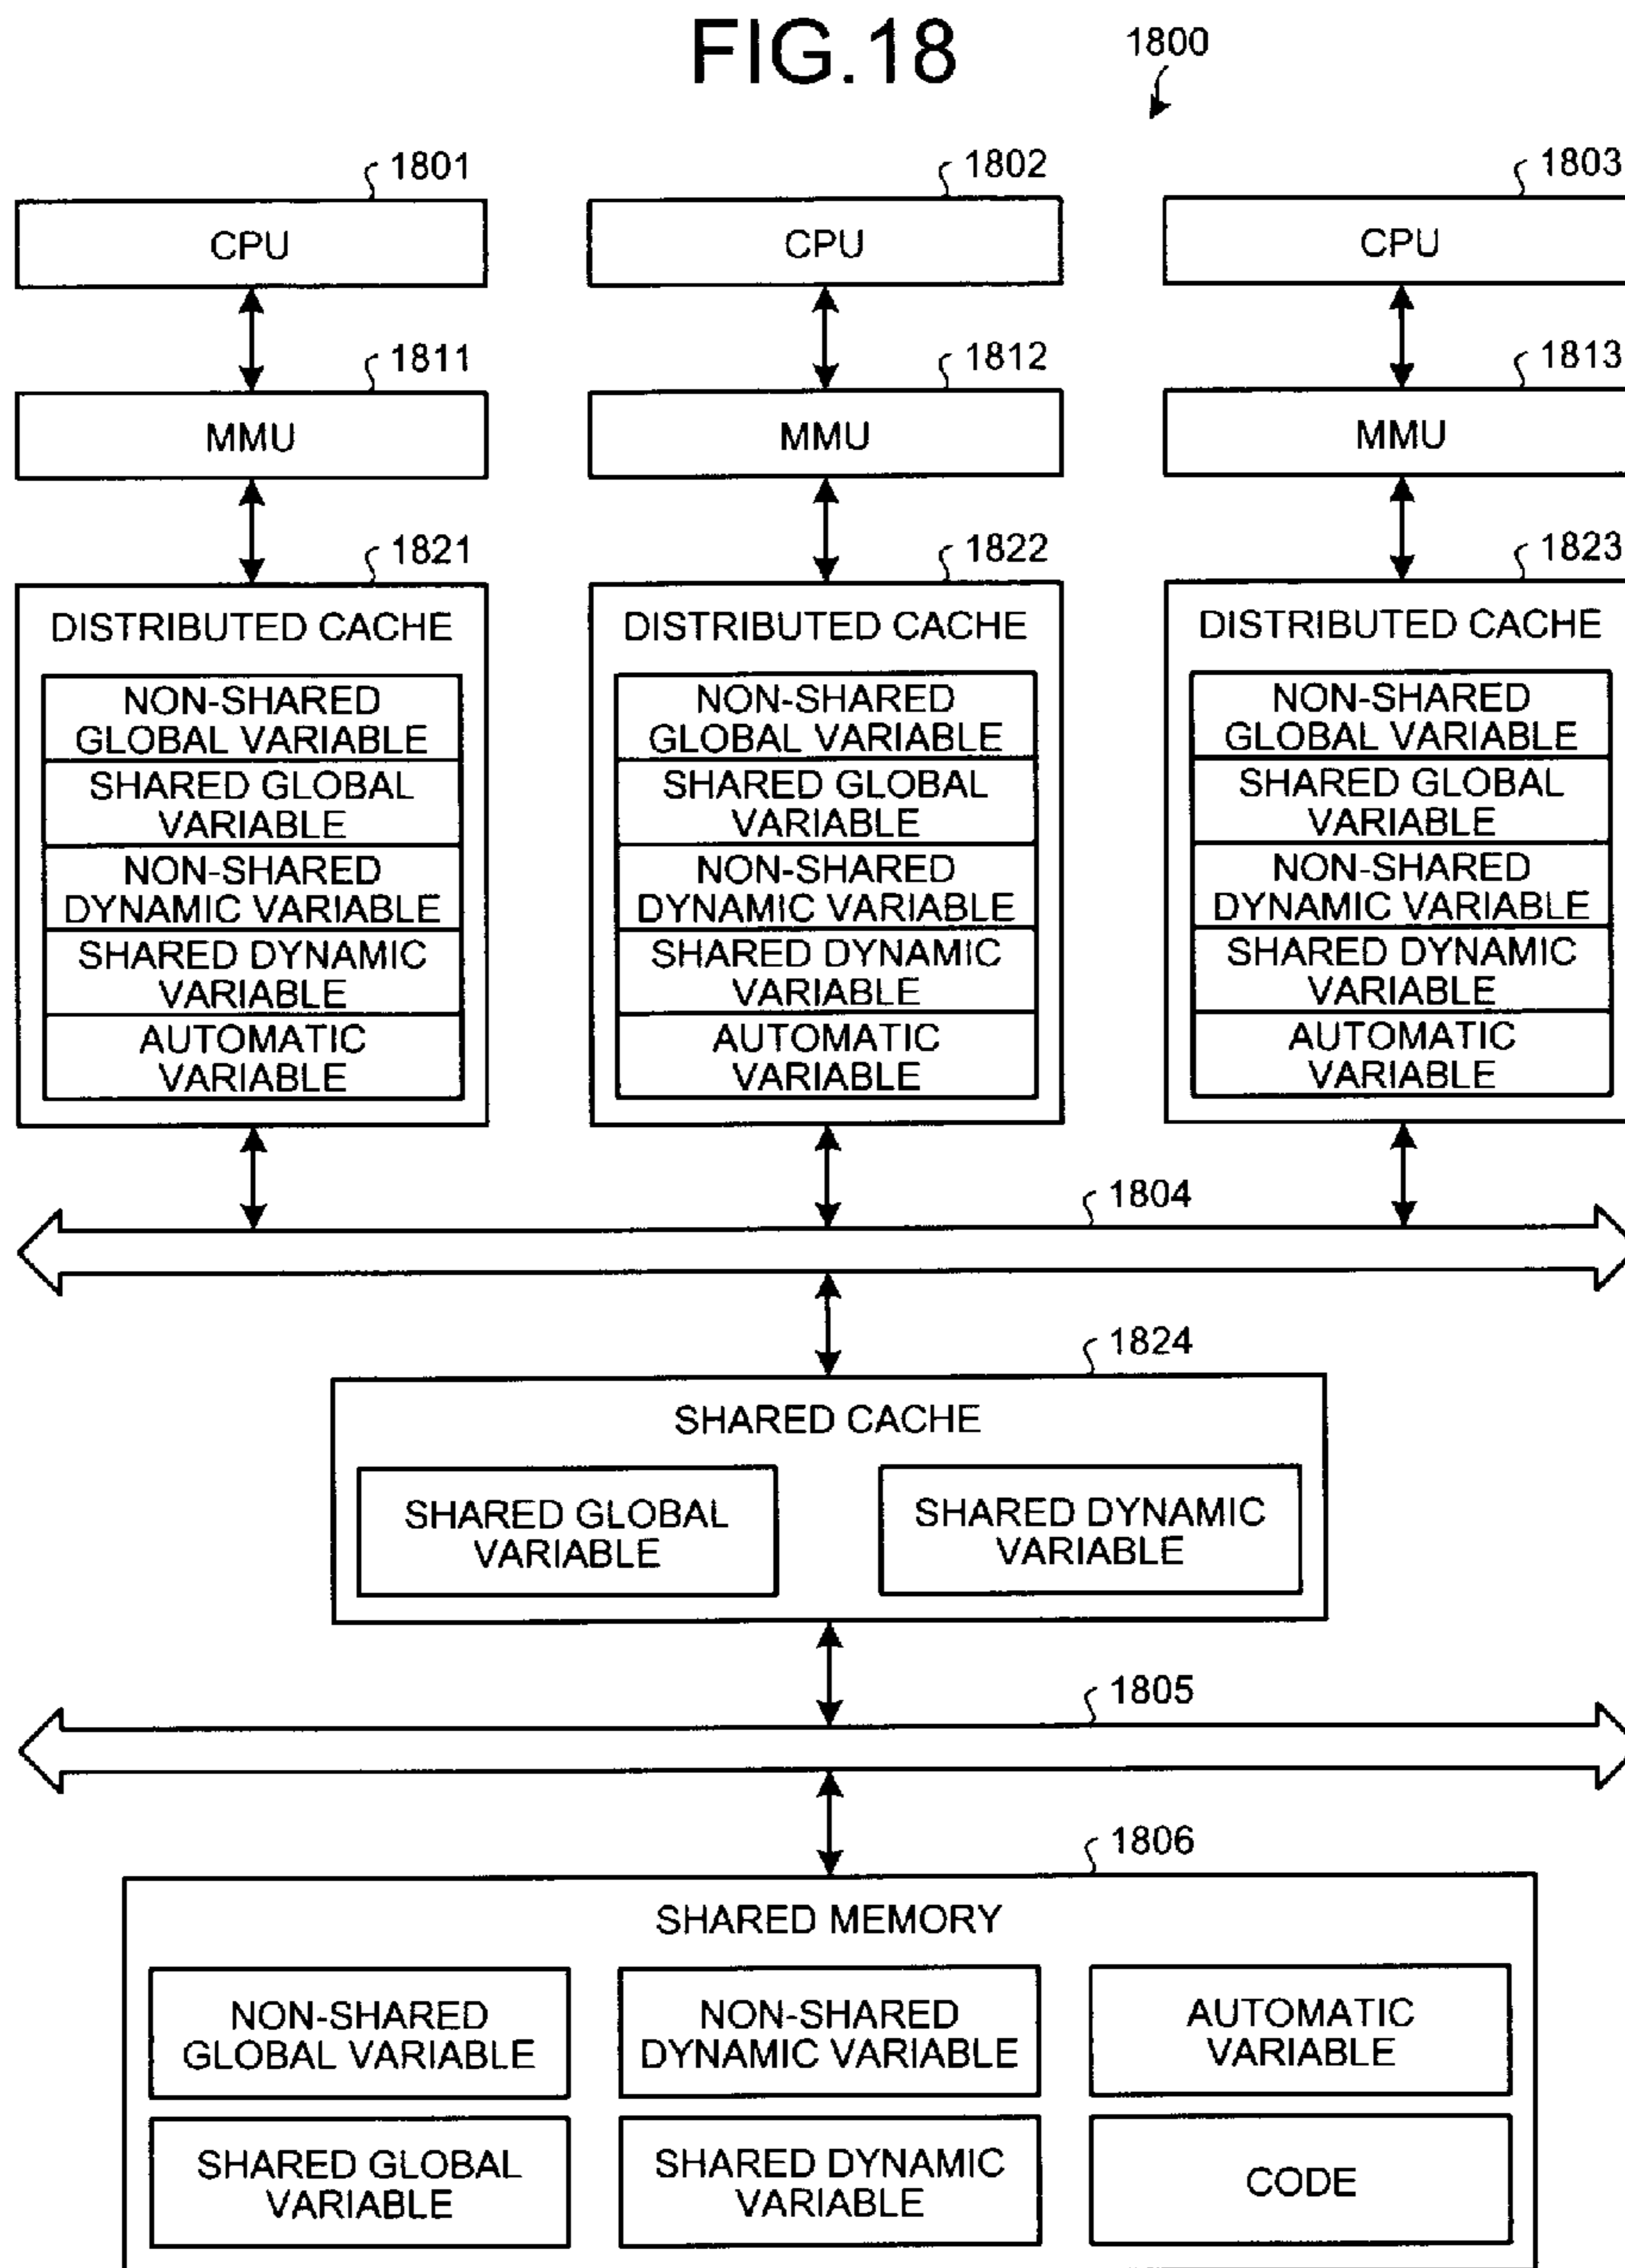 FIG.18
1800
1801
1802
1803
CPU
CPU
CPU
1811
1812
1813
MMU
MMU
MMU
1821
1822
1823
DISTRIBUTED CACHE
NON-SHARED
GLOBAL VARIABLE
SHARED GLOBAL
VARIABLE
NON-SHARED
DYNAMIC VARIABLE
SHARED DYNAMIC
VARIABLE
AUTOMATIC
VARIABLE
DISTRIBUTED CACHE
NON-SHARED
GLOBAL VARIABLE
SHARED GLOBAL
VARIABLE
NON-SHARED
DYNAMIC VARIABLE
SHARED DYNAMIC
VARIABLE
AUTOMATIC
VARIABLE
DISTRIBUTED CACHE
NON-SHARED
GLOBAL VARIABLE
SHARED GLOBAL
VARIABLE
NON-SHARED
DYNAMIC VARIABLE
SHARED DYNAMIC
VARIABLE
AUTOMATIC
VARIABLE
1804
1824
SHARED CACHE
SHARED GLOBAL
VARIABLE
SHARED DYNAMIC
VARIABLE
1805
1806
SHARED MEMORY
NON-SHARED
GLOBAL VARIABLE
NON-SHARED
DYNAMIC VARIABLE
AUTOMATIC
VARIABLE
SHARED GLOBAL
VARIABLE
SHARED DYNAMIC
VARIABLE
CODE